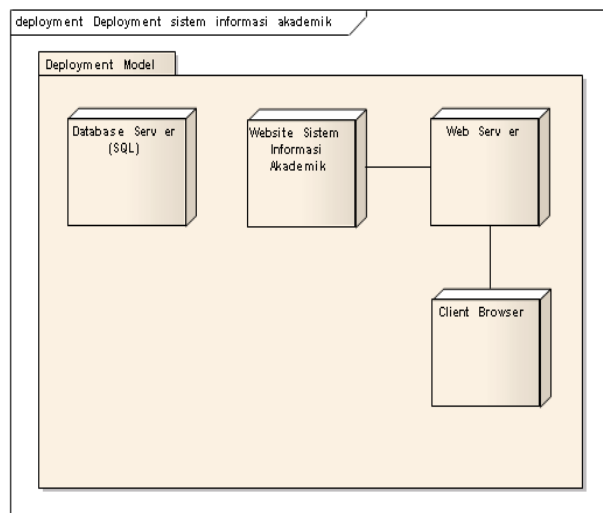 deployment Deployment sistem informasi akademik
Deployment Model
Database Server
(SQL)
Website Sistem
Informasi
Akademik
Web Server
Client Browser